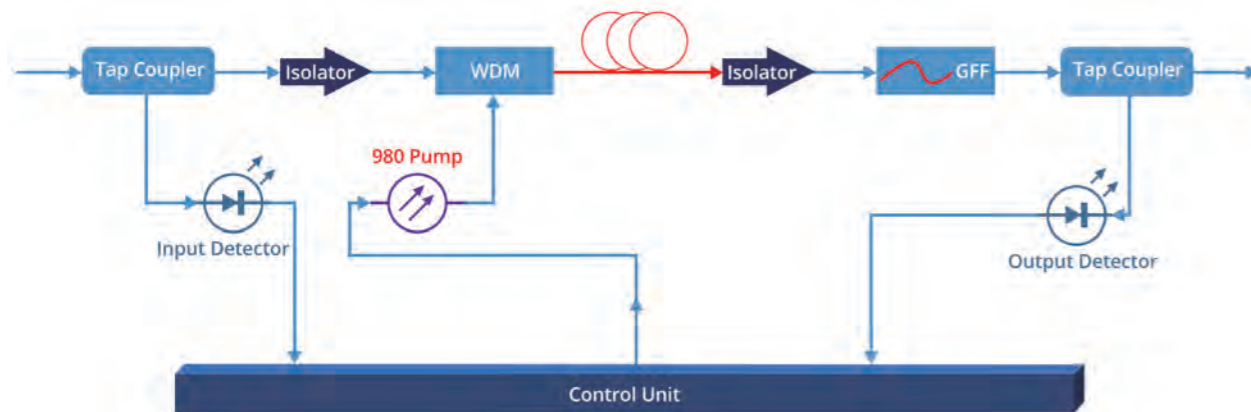 Tap Coupler
Isolator
WDM
Isolator
GFF
Tap Coupler
980 Pump
Input Detector
Output Detector
Control Unit